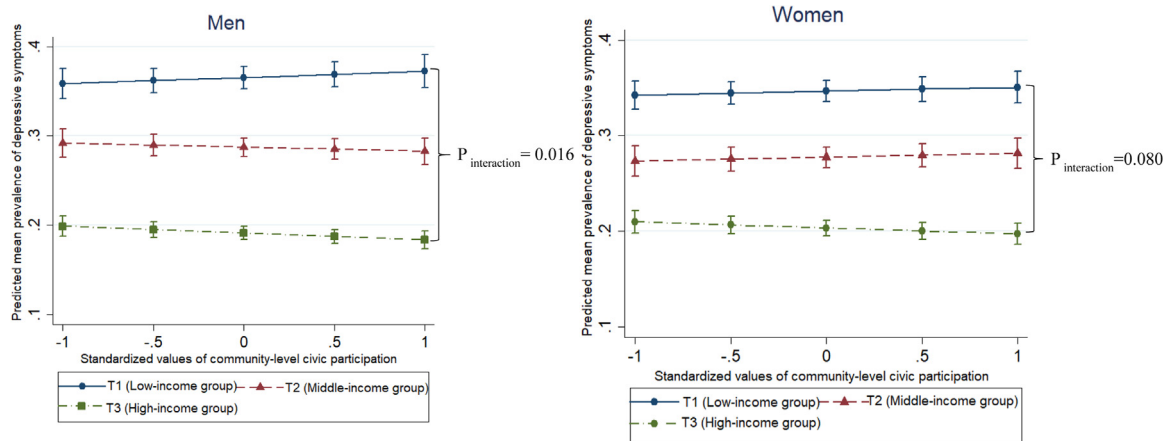 Men
Predicted mean prevalence of depressive symptoms
.4
.3
.2
.1
-1
-.5
0
.5
1
Standardized values of community-level civic participation
P interaction= 0.016
T1 (Low-income group)
T2 (Middle-income group)
T3 (High-income group)
Women
Predicted mean prevalence of depressive symptoms
.4
.3
.2
.1
-1
-.5
0
.5
1
Standardized values of community-level civic participation
P interaction=0.080
T1 (Low-income group)
T2 (Middle-income group)
T3 (High-income group)